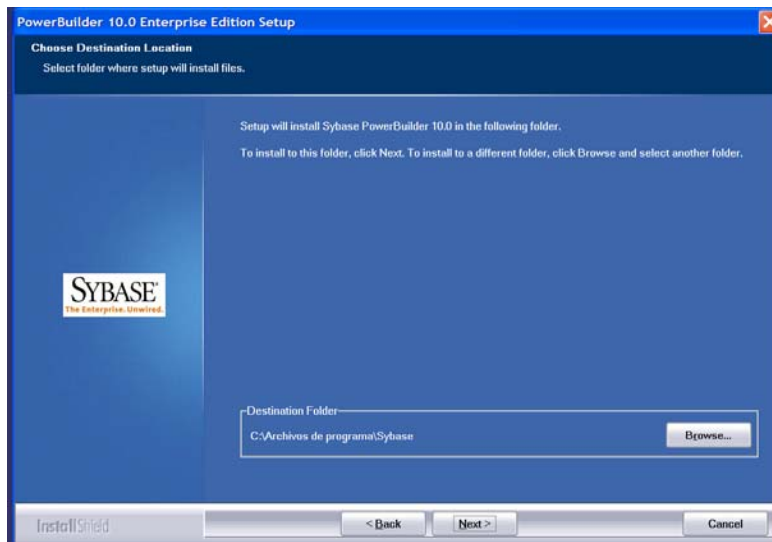 PowerBuilder 10.0 Enterprise Edition Setup
Choose Destination Location
Select folder where setup will install files.
Setup will install Sybase PowerBuilder 10.0 in the following folder.
To install to this folder, click Next. To install to a different folder, click Browse and select another folder.
SYBASE
The Enterprise. Unwired.
Destination Folder
C:\Archivos de programa\Sybase
Browse...
InstallShield
< Back
Next >
Cancel